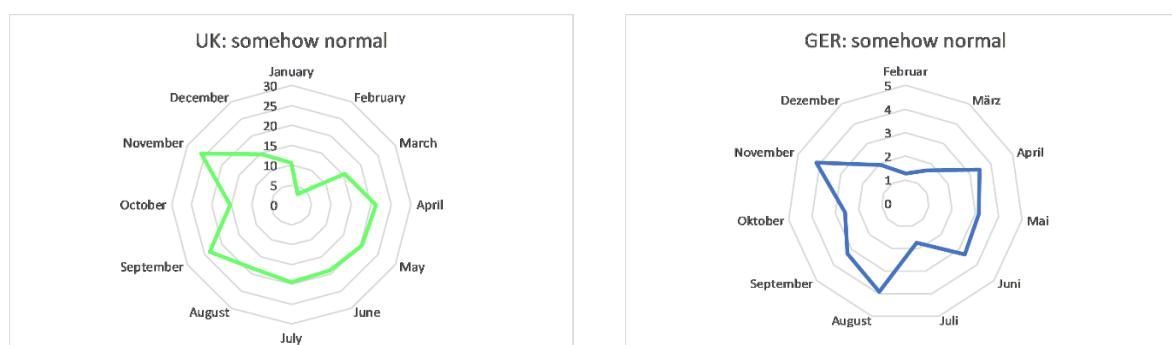 UK: somehow normal
January
February
March
April
May
June
July
August
September
October
November
December
30
25
20
15
10
5
0
GER: somehow normal
Februar
März
April
Mai
Juni
Juli
August
September
Oktober
November
Dezember
5
4
3
2
1
0